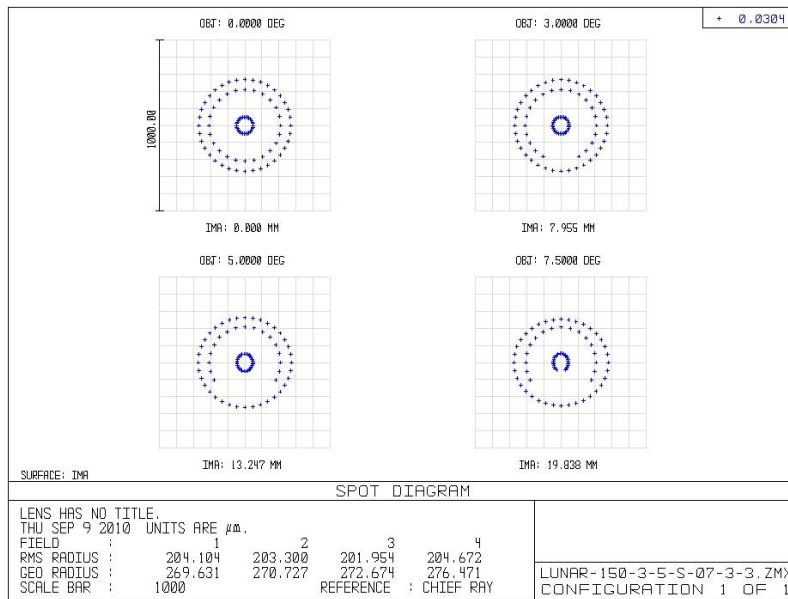 + 0.0304
OBJ: 0.0000 DEG
OBJ: 3.0000 DEG
1000.00
IMA: 0.000 MM
IMA: 7.955 MM
OBJ: 5.0000 DEG
OBJ: 7.5000 DEG
IMA: 13.247 MM
IMA: 19.838 MM
SURFACE: IMA
SPOT DIAGRAM
LENS HAS NO TITLE.
THU SEP 9 2010 UNITS ARE µm.
FIELD : 1 2 3 4
RMS RADIUS : 204.104 203.300 201.954 204.672
GEO RADIUS : 269.631 270.727 272.674 276.471
SCALE BAR : 1000 REFERENCE : CHIEF RAY
LUNAR-150-3-5-S-07-3-3.ZMX
CONFIGURATION 1 OF 1